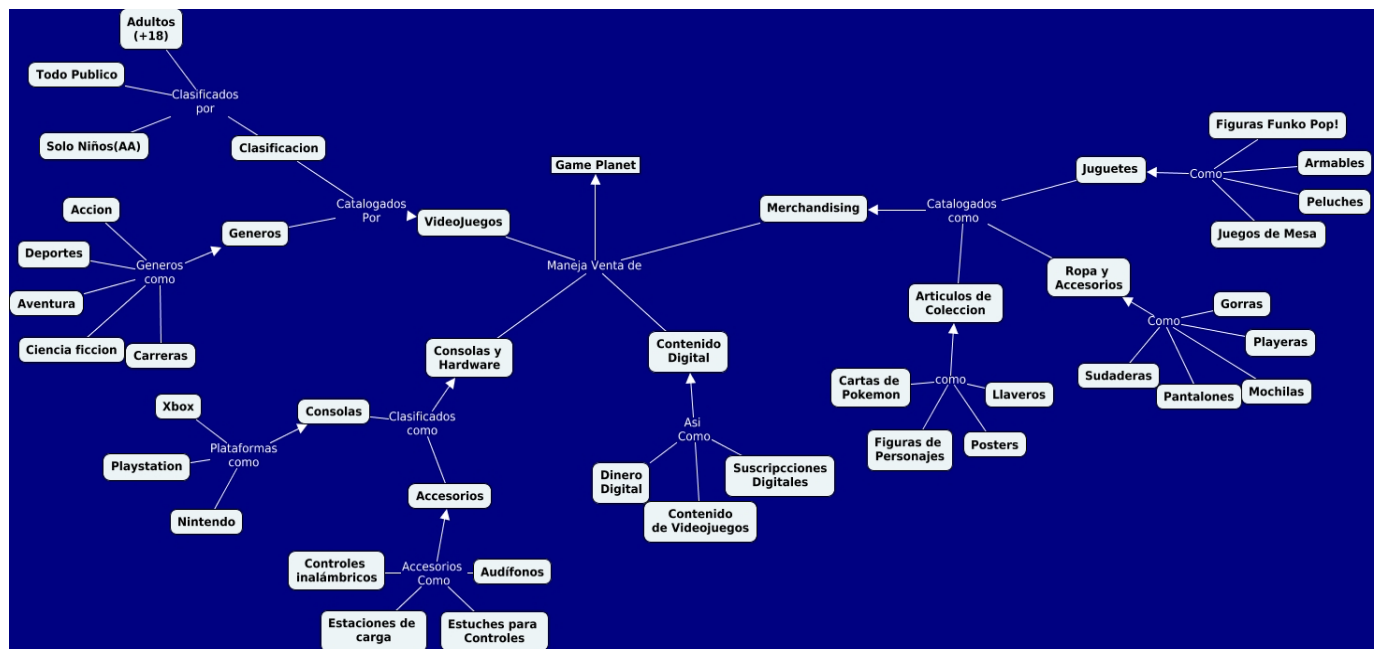 Adultos
(+18)
Todo Publico
Clasificados
por
Solo Niños(AA)
Clasificacion
Game Planet
Catalogados
Por
VideoJuegos
Accion
Generos
Deportes
Generos
como
Aventura
Ciencia ficcion
Carreras
Maneja Venta de
Merchandising
Catalogados
como
Juguetes
Como
Figuras Funko Pop!
Armables
Peluches
Juegos de Mesa
Ropa y
Accesorios
Como
Gorras
Playeras
Mochilas
Pantalones
Sudaderas
Articulos de
Coleccion
como
Cartas de
Pokemon
Llaveros
Figuras de
Personajes
Posters
Consolas y
Hardware
Clasificados
como
Consolas
Plataformas
como
Xbox
Playstation
Nintendo
Accesorios
Accesorios
Como
Controles
inalámbricos
Audífonos
Estaciones de
carga
Estuches para
Controles
Contenido
Digital
Asi
Como
Dinero
Digital
Contenido
de Videojuegos
Suscripcciones
Digitales